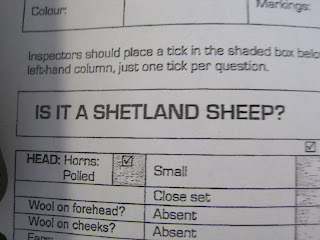 Colour:
Markings:
Inspectors should place a tick in the shaded box belo
left-hand column, just one tick per question.
IS IT A SHETLAND SHEEP?
HEAD: Horns:
Polled
Small
Close set
Wool on forehead? Absent
Wool on cheeks? Absent
Ears: